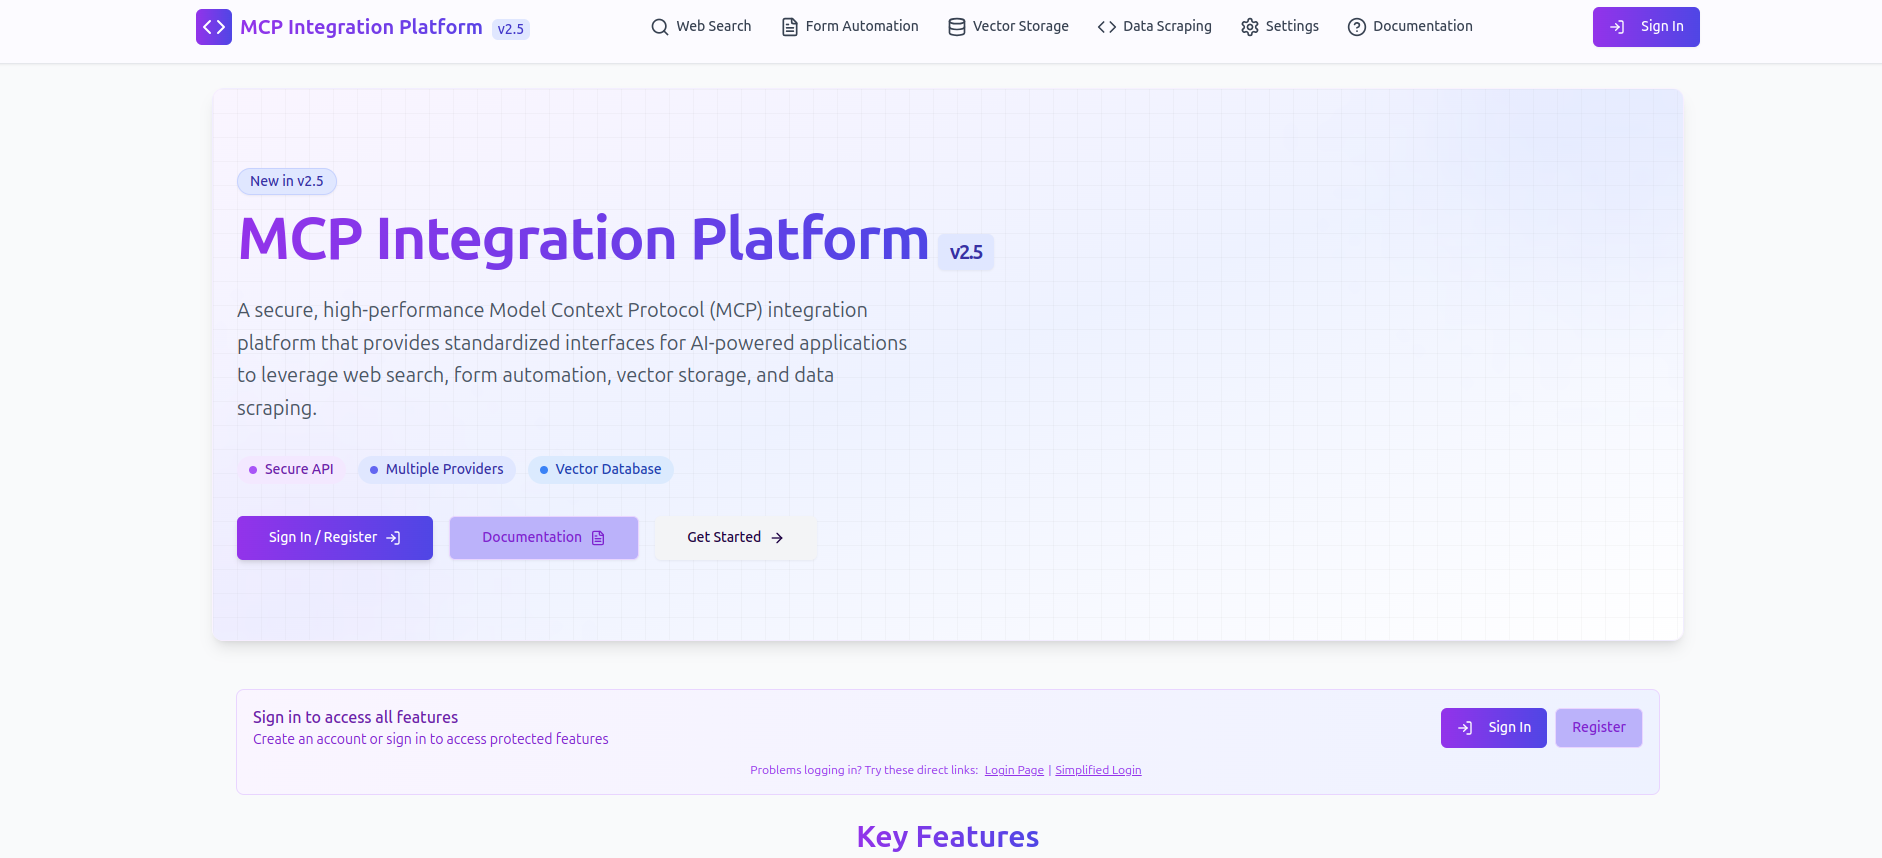 MCP Integration Platform v2.5
Web Search
Form Automation
Vector Storage
Data Scraping
Settings
Documentation
Sign In
New in v2.5
MCP Integration Platform v2.5
A secure, high-performance Model Context Protocol (MCP) integration
platform that provides standardized interfaces for AI-powered applications
to leverage web search, form automation, vector storage, and data
scraping.
Secure API
Multiple Providers
Vector Database
Sign In / Register
Documentation
Get Started
Sign in to access all features
Create an account or sign in to access protected features
Sign In
Register
Problems logging in? Try these direct links: Login Page | Simplified Login
Key Features